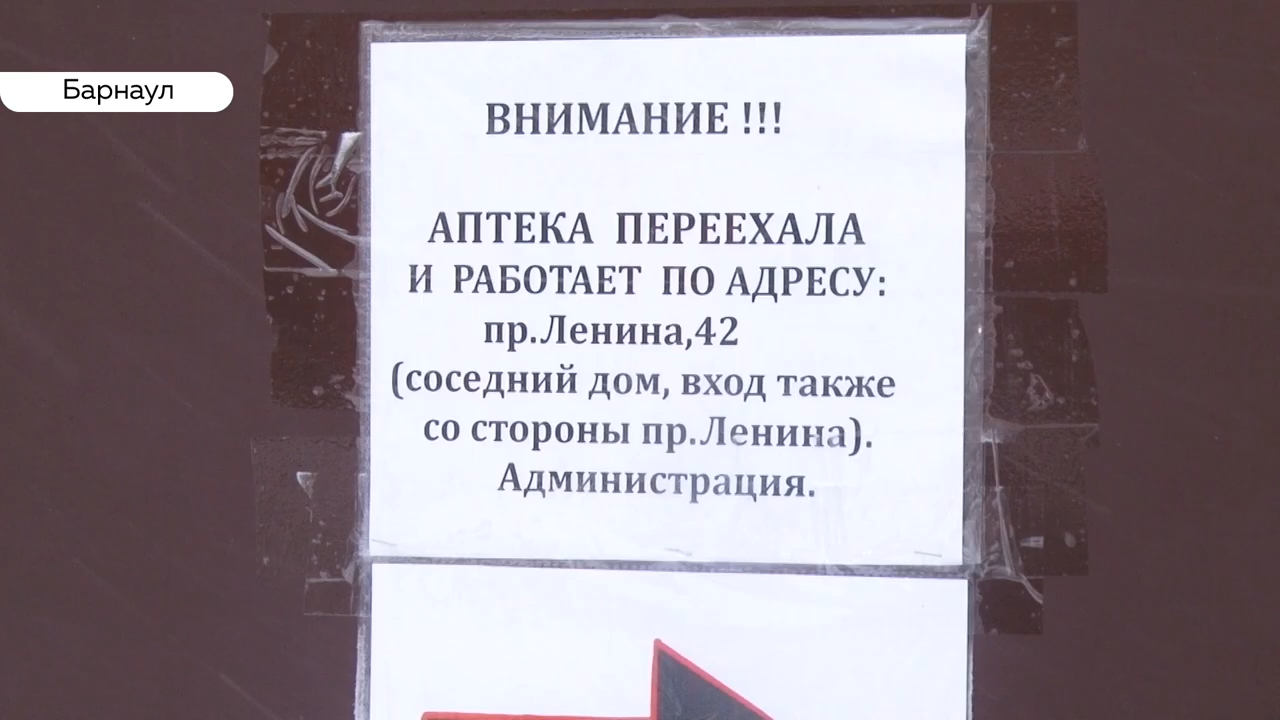 Барнаул
ВНИМАНИЕ !!!
АПТЕКА ПЕРЕЕХАЛА
И РАБОТАЕТ ПО АДРЕСУ:
пр.Ленина,42
(соседний дом, вход также
со стороны пр.Ленина).
Администрация.